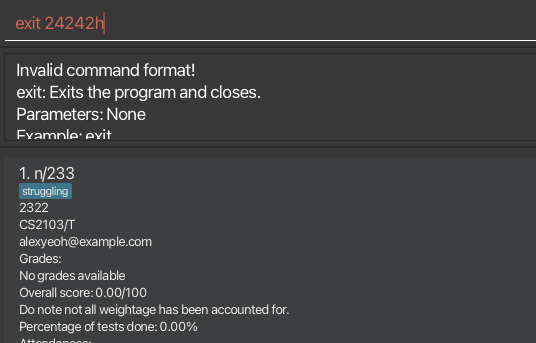 exit 24242h
Invalid command format!
exit: Exits the program and closes.
Parameters: None
Example: exit
1. n/233
struggling
2322
CS2103/T
alexyeoh@example.com
Grades:
No grades available
Overall score: 0.00/100
Do note not all weightage has been accounted for.
Percentage of tests done: 0.00%
Attendances: